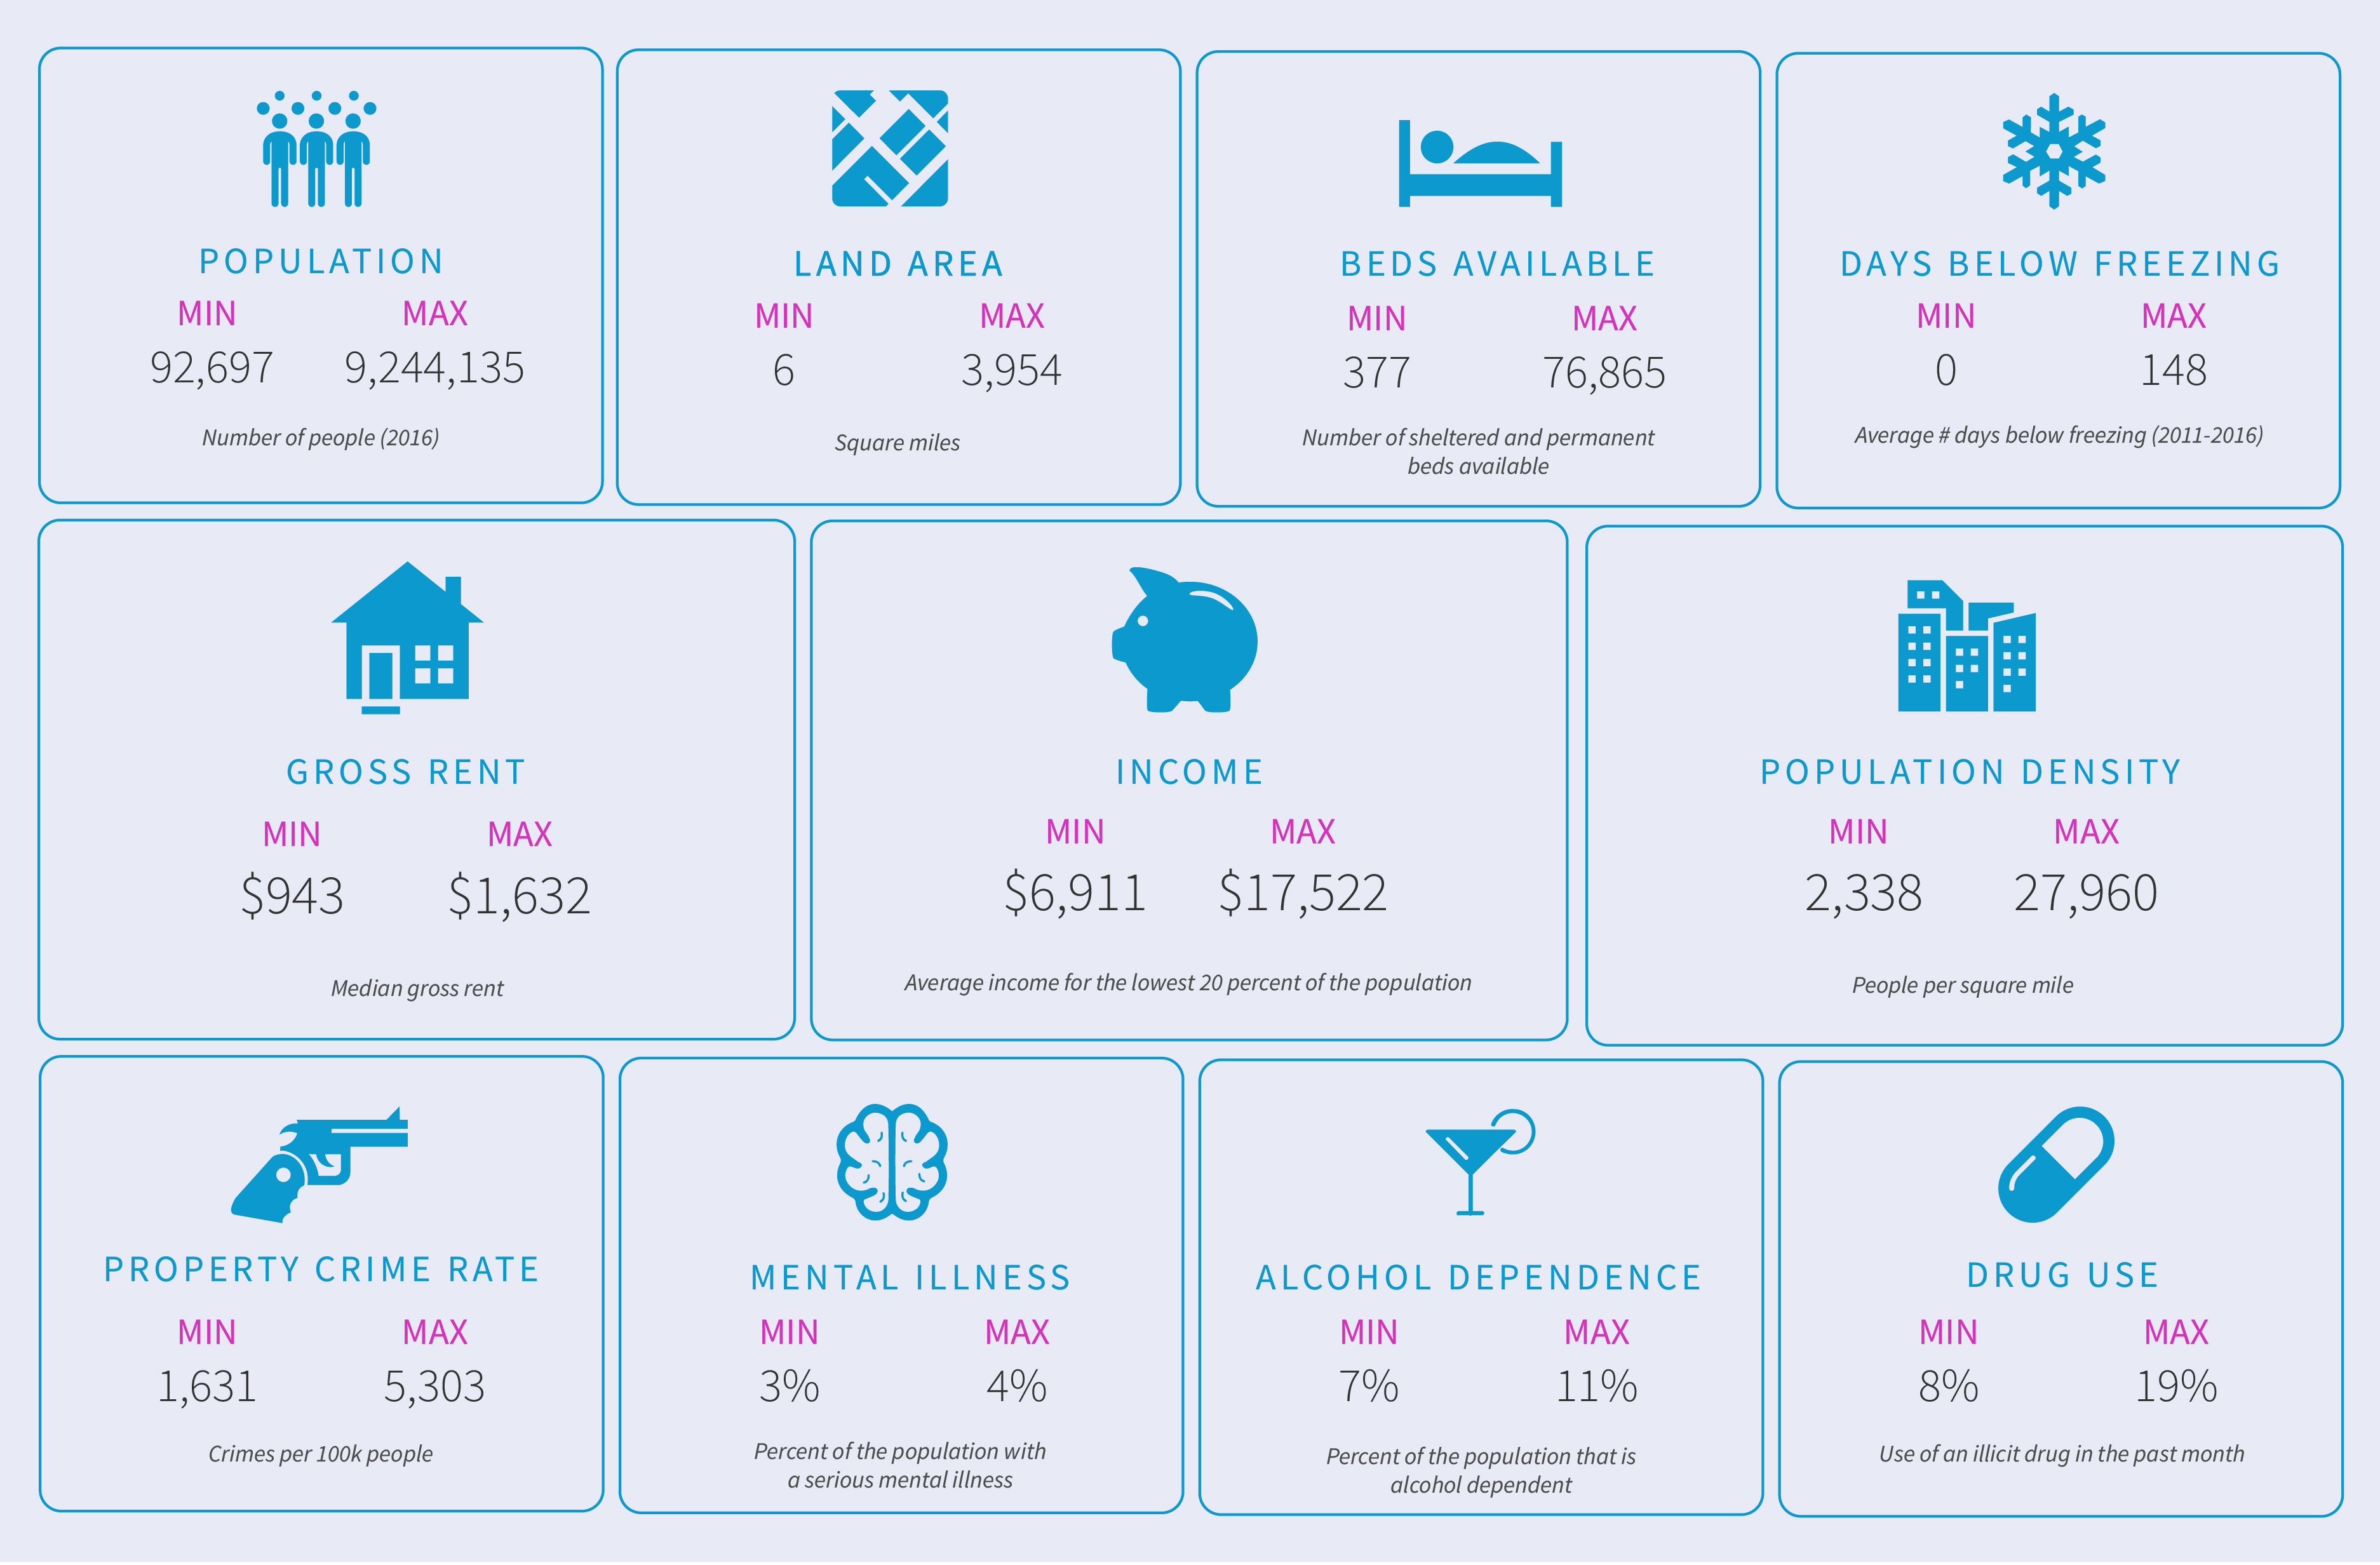 POPULATION
MIN MAX
92,697 9,244,135
Number of people (2016)
LAND AREA
MIN MAX
6 3,954
Square miles
BEDS AVAILABLE
MIN MAX
377 76,865
Number of sheltered and permanent
beds available
DAYS BELOW FREEZING
MIN MAX
0 148
Average # days below freezing (2011-2016)
GROSS RENT
MIN MAX
$943 $1,632
Median gross rent
INCOME
MIN MAX
$6,911 $17,522
Average income for the lowest 20 percent of the population
POPULATION DENSITY
MIN MAX
2,338 27,960
People per square mile
PROPERTY CRIME RATE
MIN MAX
1,631 5,303
Crimes per 100k people
MENTAL ILLNESS
MIN MAX
3% 4%
Percent of the population with
a serious mental illness
ALCOHOL DEPENDENCE
MIN MAX
7% 11%
Percent of the population that is
alcohol dependent
DRUG USE
MIN MAX
8% 19%
Use of an illicit drug in the past month